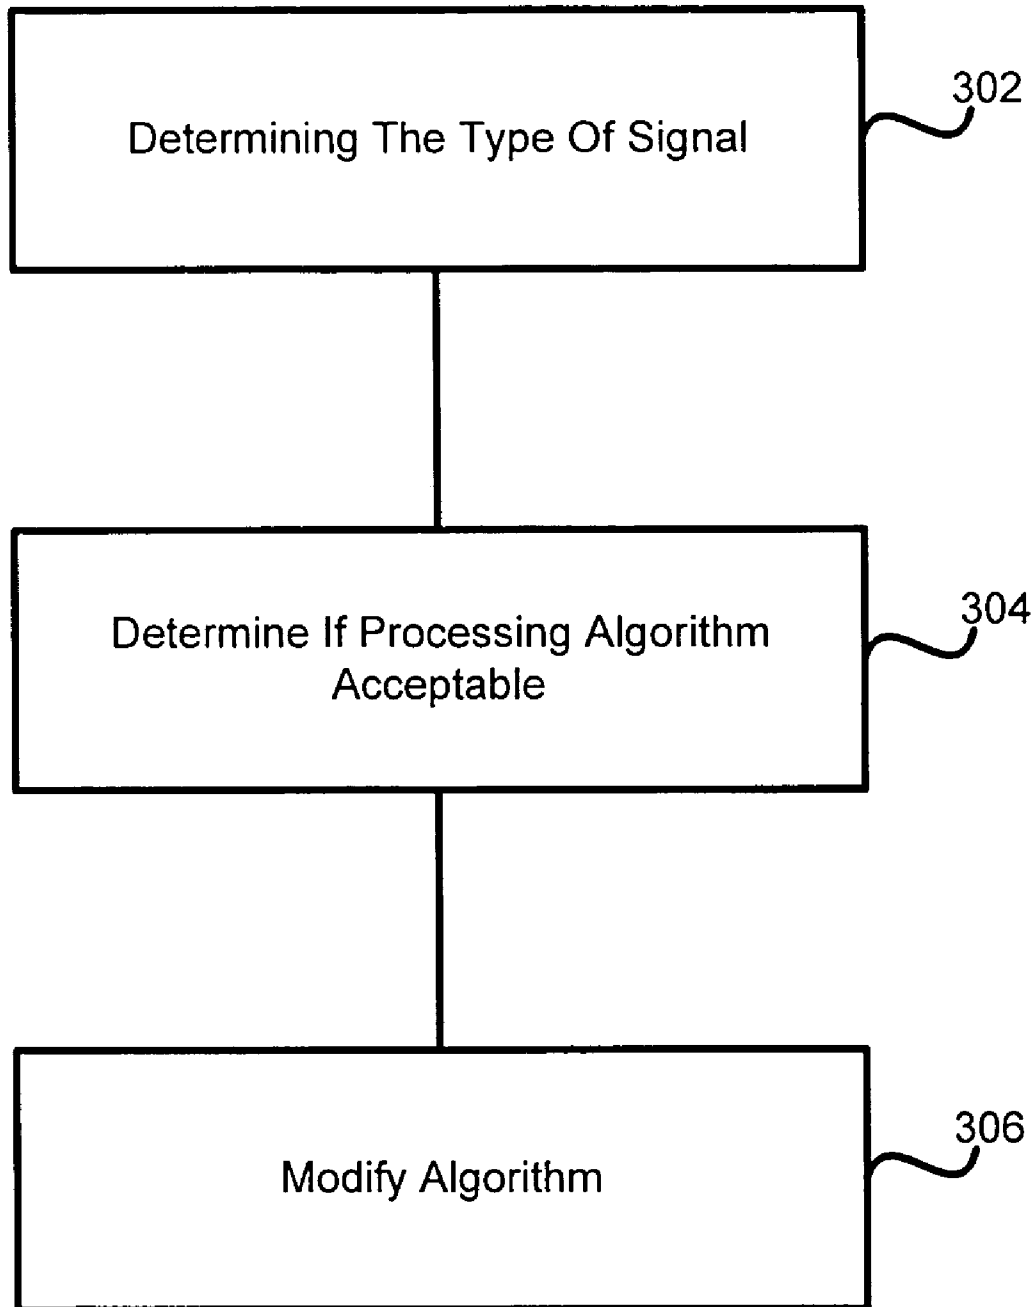 302
Determining The Type Of Signal
304
Determine If Processing Algorithm
Acceptable
306
Modify Algorithm